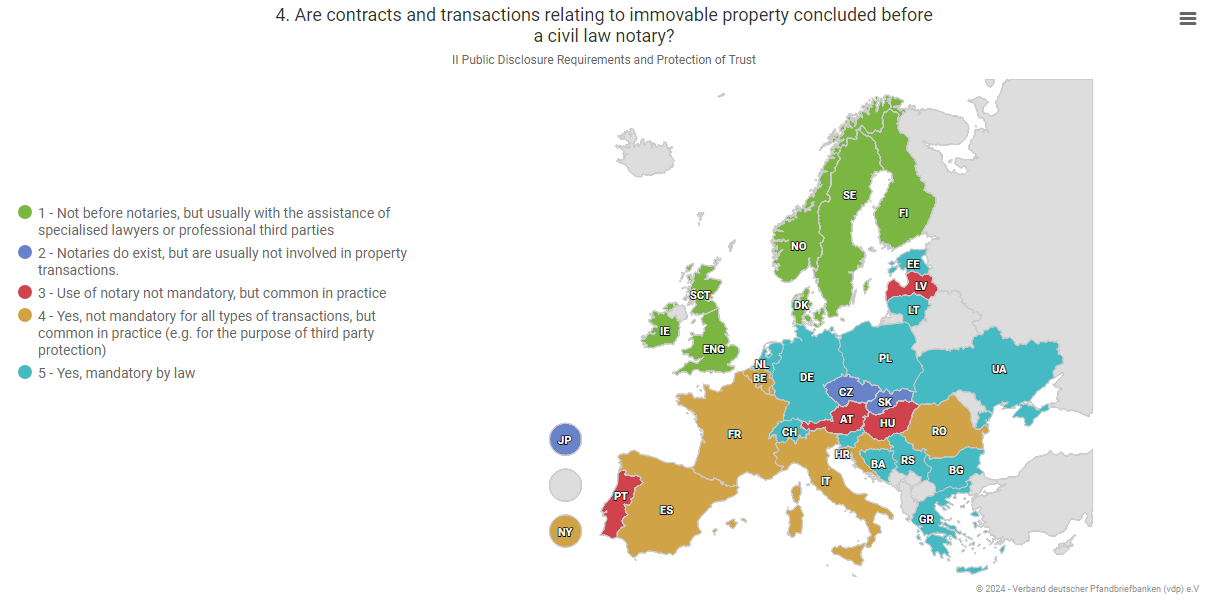 4. Are contracts and transactions relating to immovable property concluded before
a civil law notary?
II Public Disclosure Requirements and Protection of Trust
1 - Not before notaries, but usually with the assistance of
specialised lawyers or professional third parties
2 - Notaries do exist, but are usually not involved in property
transactions.
3 - Use of notary not mandatory, but common in practice
4 - Yes, not mandatory for all types of transactions, but
common in practice (e.g. for the purpose of third party
protection)
5 - Yes, mandatory by law
SE
FI
NO
EE
LV
SCT
DK
LT
IE
ENG
NL
PL
UA
BE
DE
CZ
SK
AT
HU
FR
CH
RO
JP
HR
BA
RS
BG
IT
PT
ES
GR
NY
© 2024 - Verband deutscher Pfandbriefbanken (vdp) e.V